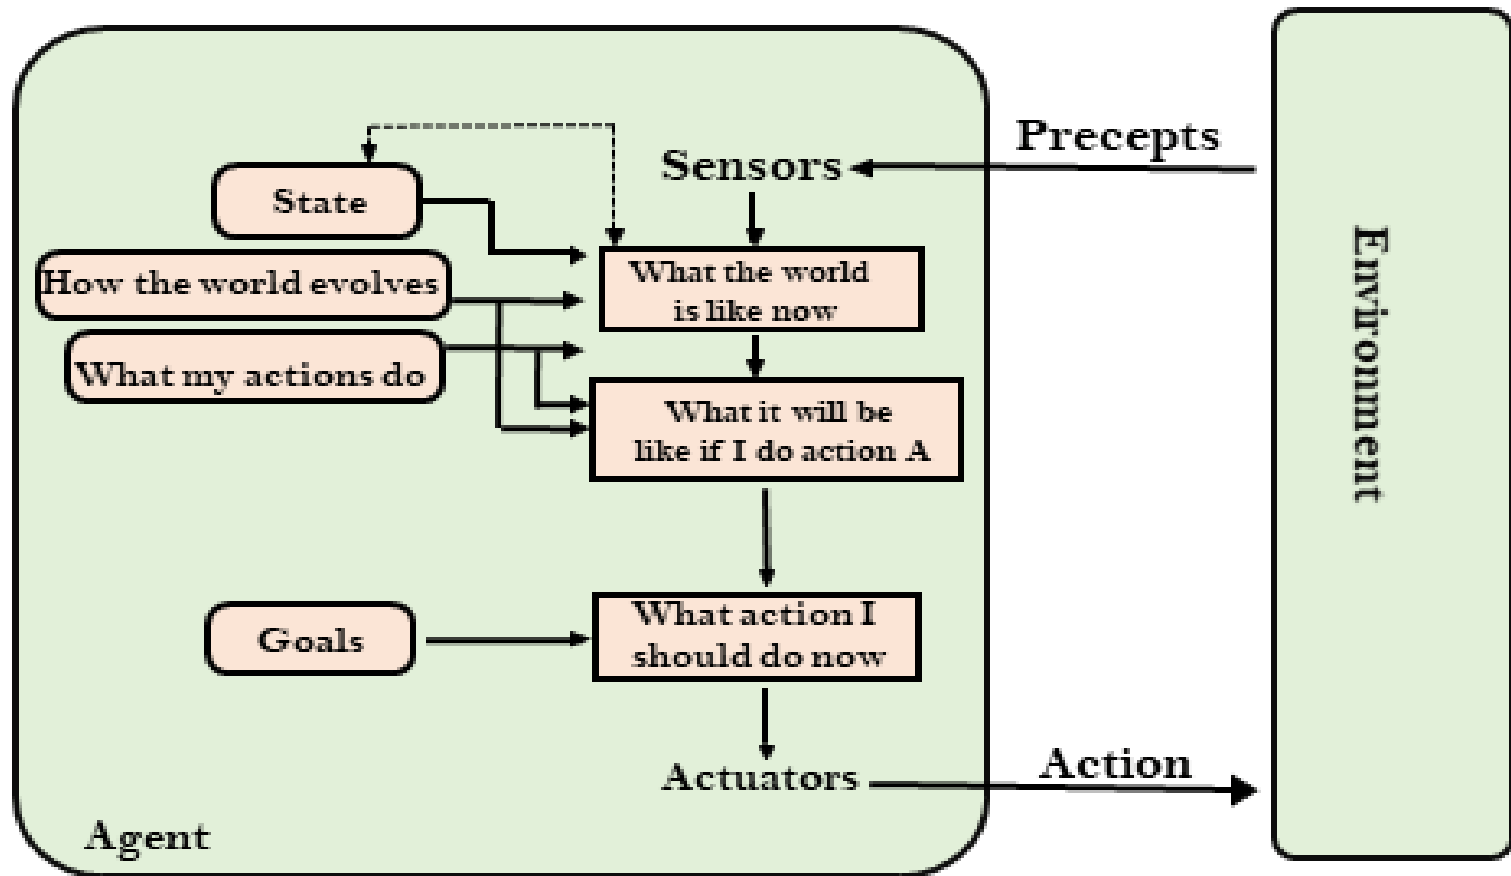 Precepts
Sensors
State
How the world evolves
What the world
is like now
What my actions do
What it will be
like if I do action A
Environment
Goals
What action I
should do now
Actuators
Action
Agent